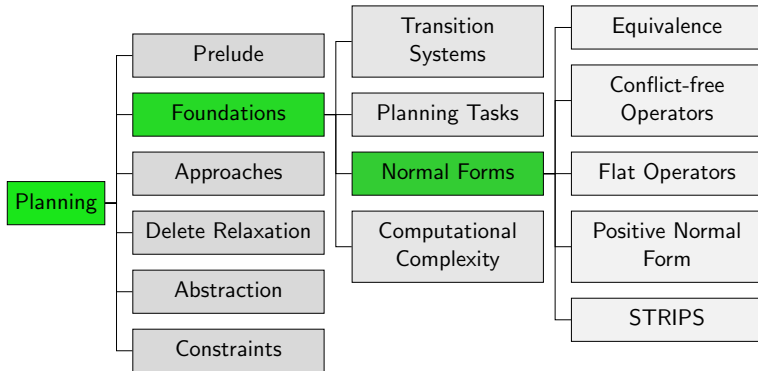 Planning
Prelude
Foundations
Approaches
Delete Relaxation
Abstraction
Constraints
Transition
Systems
Planning Tasks
Normal Forms
Computational
Complexity
Equivalence
Conflict-free
Operators
Flat Operators
Positive Normal
Form
STRIPS